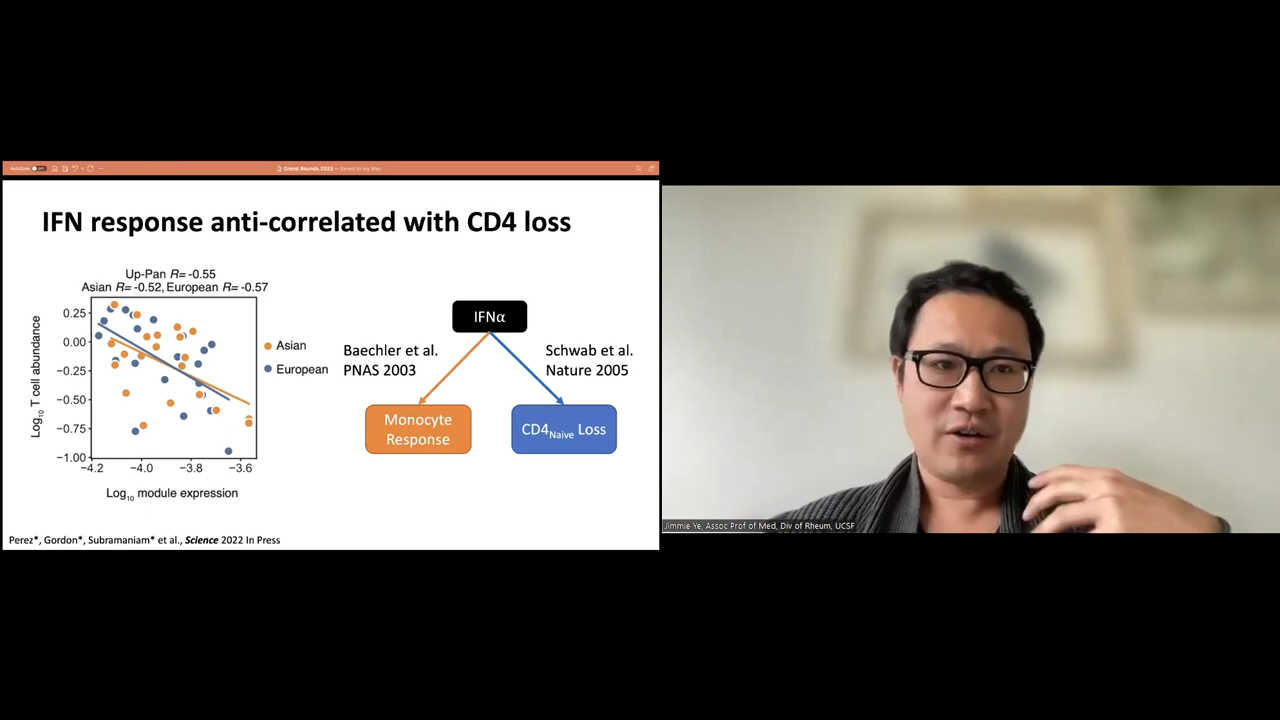 AutoSave
Grand Rounds 2022 — Saved to my Mac
IFN response anti-correlated with CD4 loss
Up-Pan R= -0.55
Asian R= -0.52, European R= -0.57
0.25
0.00
−0.25
−0.50
−0.75
−1.00
Log10 T cell abundance
−4.2
−4.0
−3.8
−3.6
Log10 module expression
Asian
European
IFNα
Baechler et al.
PNAS 2003
Schwab et al.
Nature 2005
Monocyte
Response
CD4Naive Loss
Perez*, Gordon*, Subramaniam* et al., Science 2022 In Press
Jimmie Ye, Assoc Prof of Med, Div of Rheum, UCSF